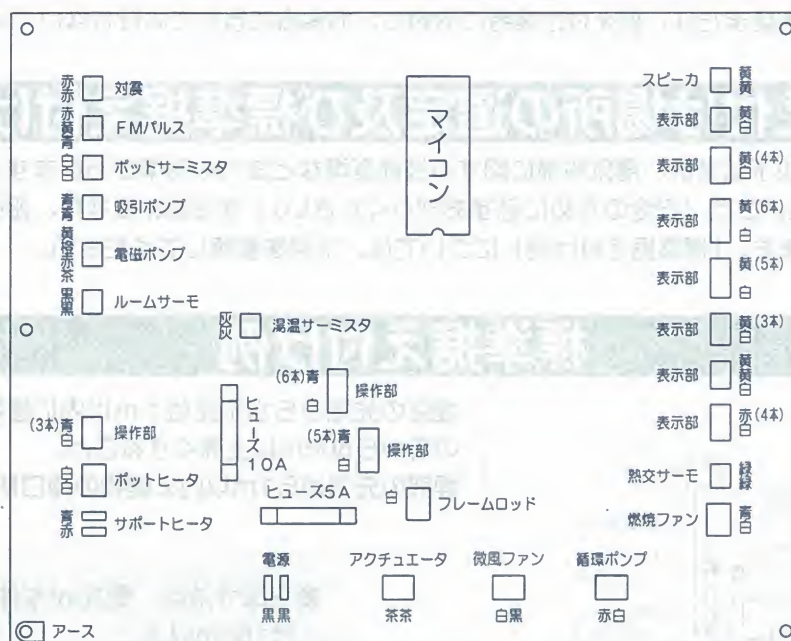 赤赤 対震
赤黄青 FMパルス
白白 ポットサーミスタ
青青 吸引ポンプ
黄橙赤茶 電磁ポンプ
黒黒 ルームサーモ
灰灰 湯温サーミスタ
マイコン
スピーカ 黄黄
表示部 黄白
表示部 黄(4本)白
表示部 黄(6本)白
表示部 黄(5本)白
表示部 黄(3本)白
表示部 黄黄
表示部 赤(4本)白
熱交サーモ 緑緑
燃焼ファン 青白
(6本)青白 操作部
(5本)青白 操作部
ヒューズ10A
(3本)青白 操作部
白白 ポットヒータ
青赤 サポートヒータ
ヒューズ5A
白 フレームロッド
電源 アクチュエータ 微風ファン 循環ポンプ
黒黒 茶茶 白黒 赤白
アース